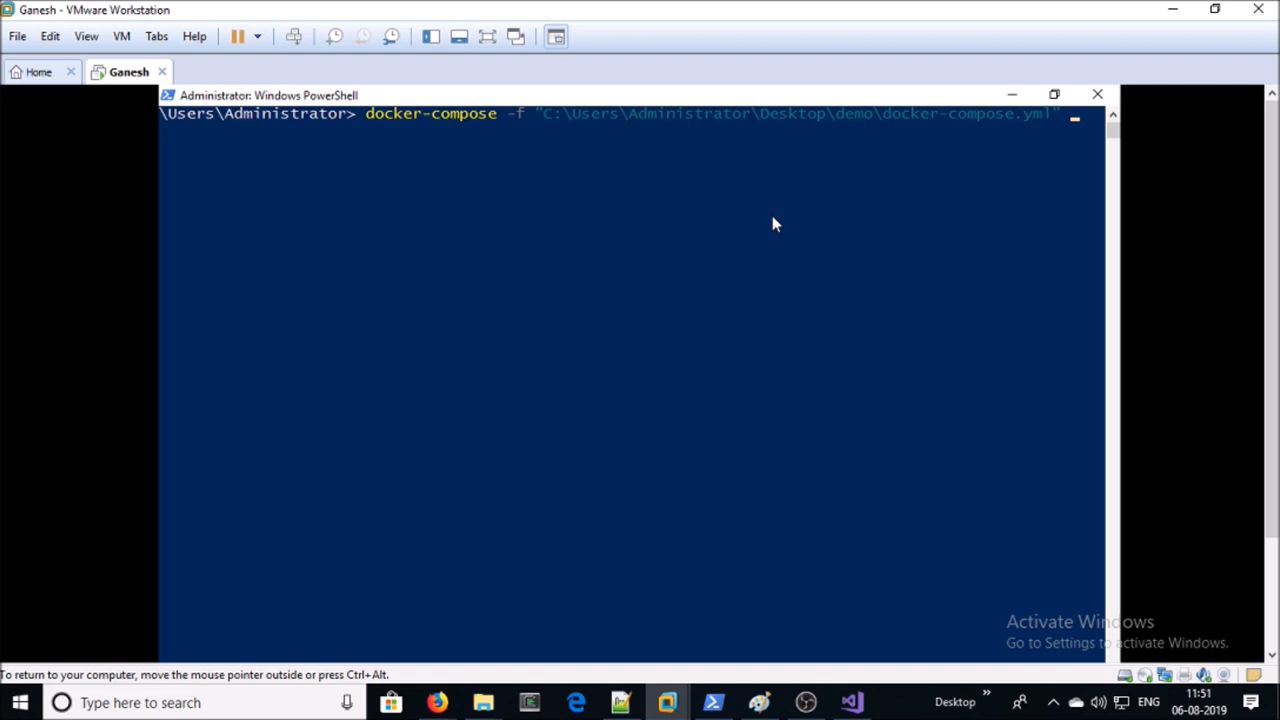 Ganesh - VMware Workstation
File Edit View VM Tabs Help
Home Ganesh
Administrator: Windows PowerShell
\Users\Administrator> docker-compose -f "C:\Users\Administrator\Desktop\demo\docker-compose.yml"
Activate Windows
Go to Settings to activate Windows.
To return to your computer, move the mouse pointer outside or press Ctrl+Alt.
Type here to search
Desktop
ENG
11:51
06-08-2019